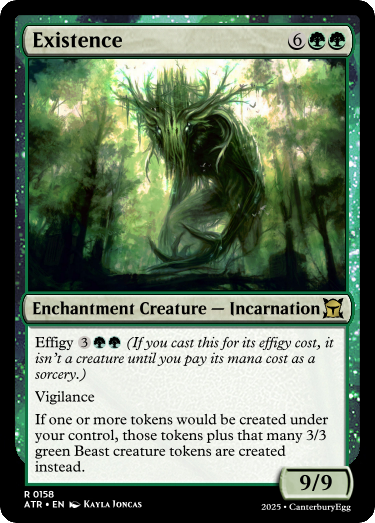 Existence 6
Enchantment Creature — Incarnation
Effigy 3 (If you cast this for its effigy cost, it
isn't a creature until you pay its mana cost as a
sorcery.)
Vigilance
If one or more tokens would be created under
your control, those tokens plus that many 3/3
green Beast creature tokens are created
instead.
9/9
R 0158
ATR • EN Kayla Joncas
2025 • CanterburyEgg